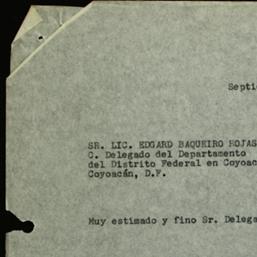 Septi
SR. LIC. EDGARD BAQUEIRO ROJAS
C. Delegado del Departamento
del Distrito Federal en Coyoac
Coyoacán, D.F.
Muy estimado y fino Sr. Delega